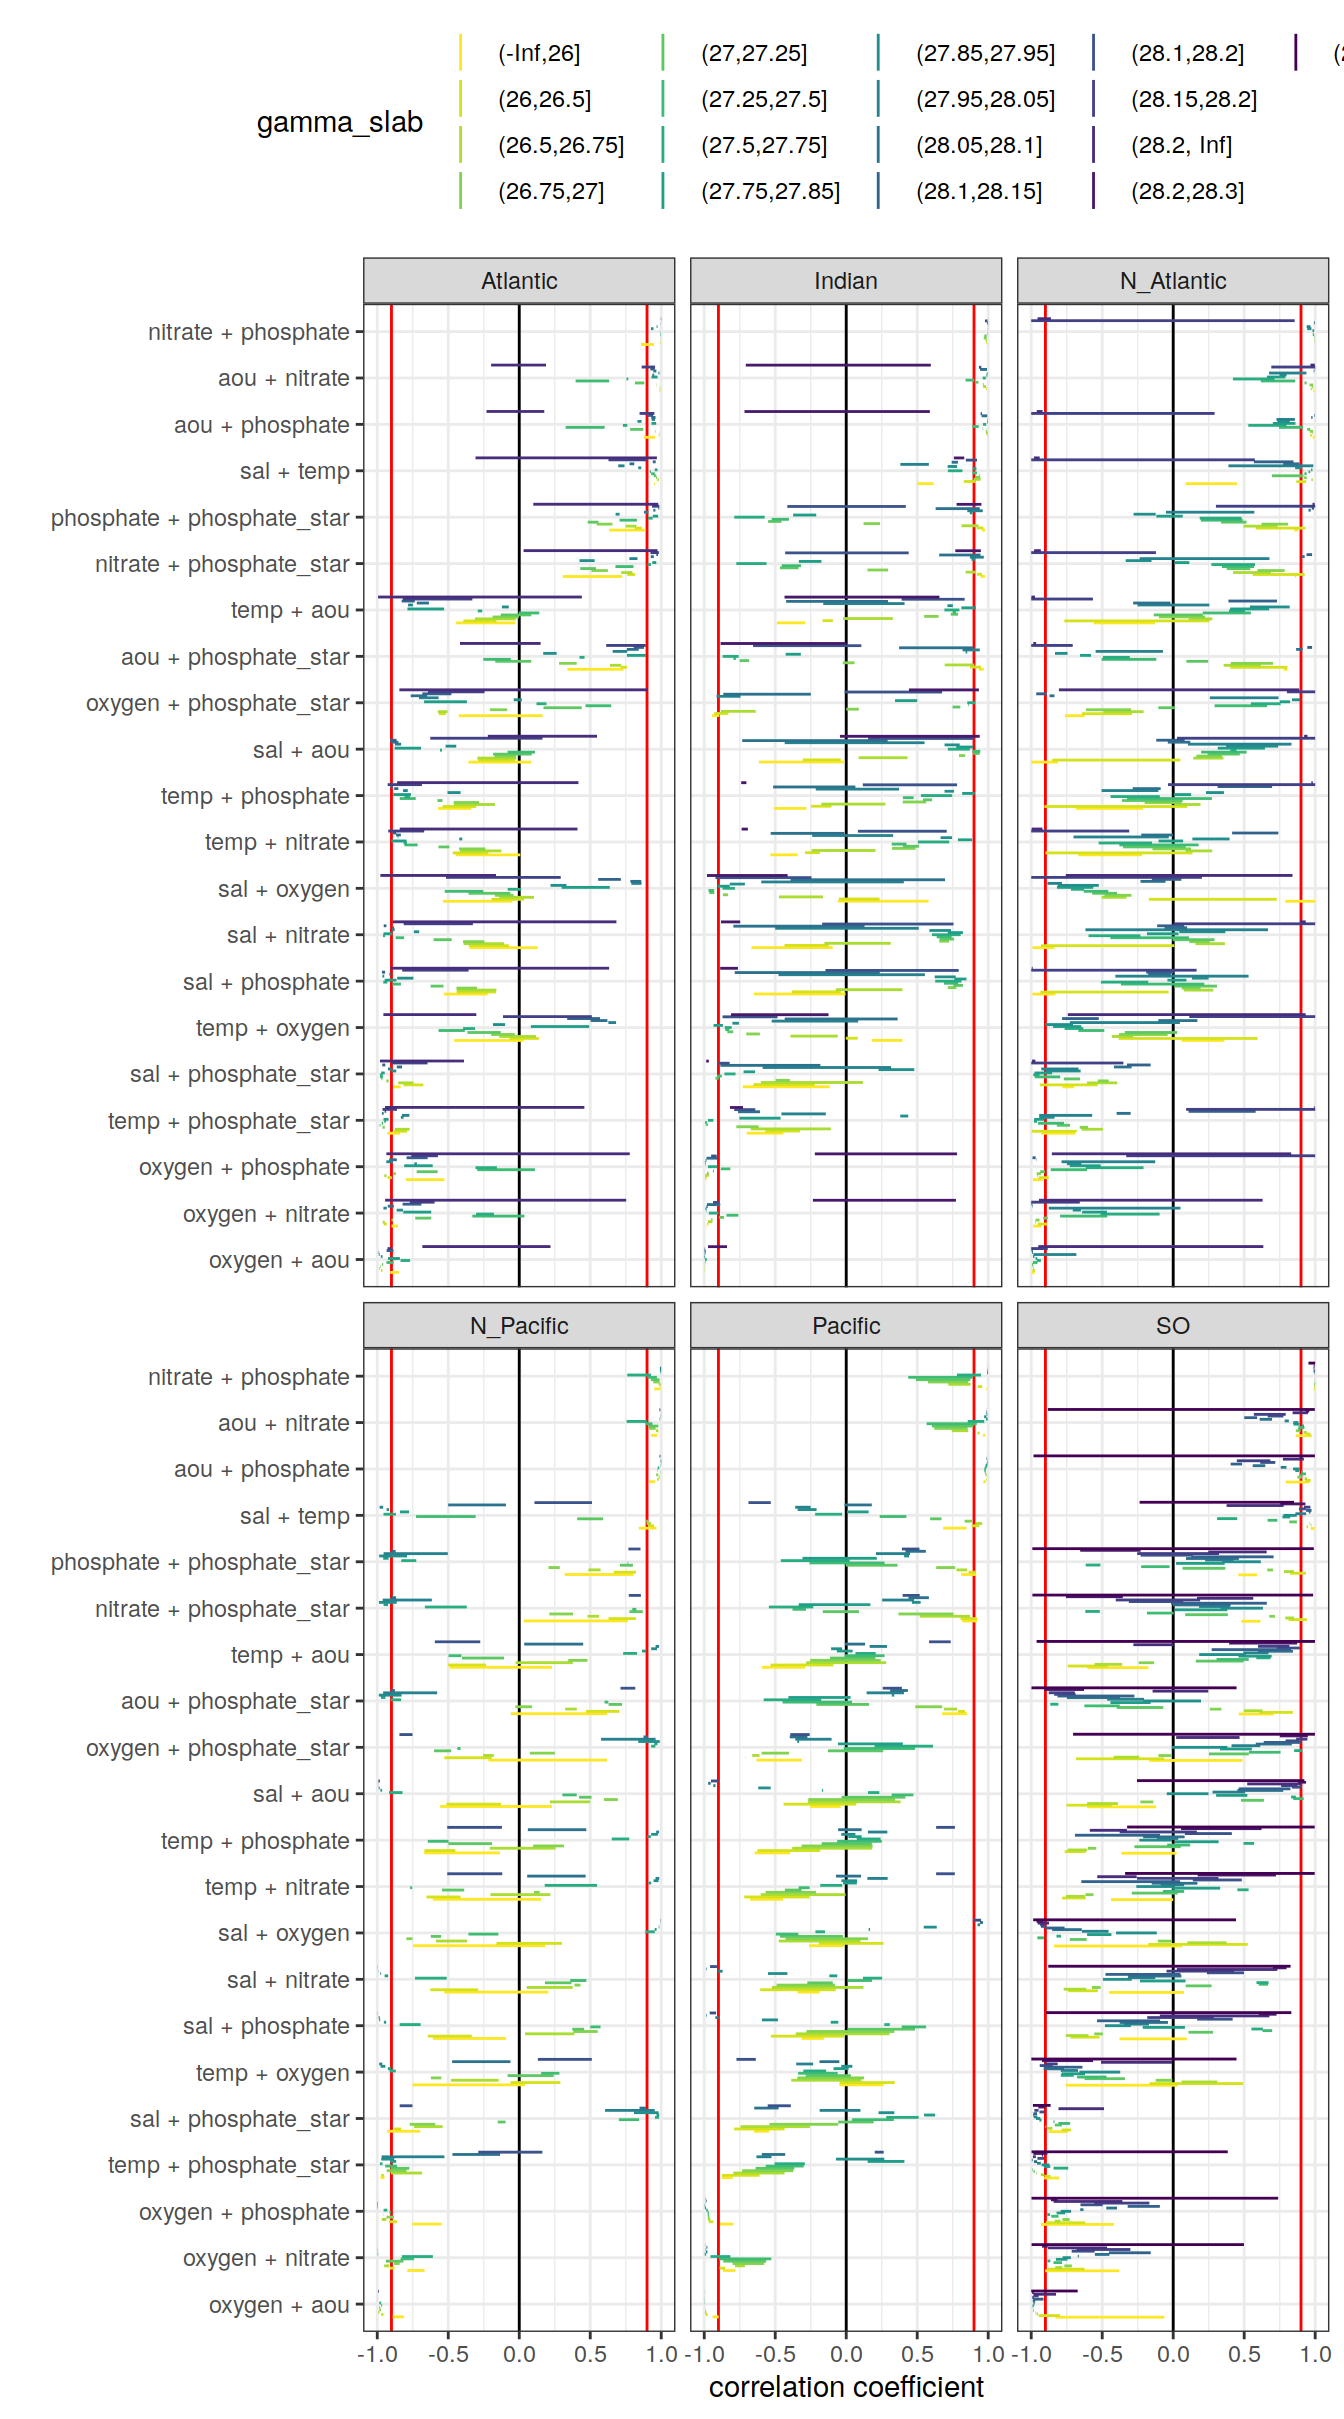 gamma_slab
(-Inf,26]
(26,26.5]
(26.5,26.75]
(26.75,27]
(27,27.25]
(27.25,27.5]
(27.5,27.75]
(27.75,27.85]
(27.85,27.95]
(27.95,28.05]
(28.05,28.1]
(28.1,28.15]
(28.1,28.2]
(28.15,28.2]
(28.2, Inf]
(28.2,28.3]
Atlantic
Indian
N_Atlantic
nitrate + phosphate
aou + nitrate
aou + phosphate
sal + temp
phosphate + phosphate_star
nitrate + phosphate_star
temp + aou
aou + phosphate_star
oxygen + phosphate_star
sal + aou
temp + phosphate
temp + nitrate
sal + oxygen
sal + nitrate
sal + phosphate
temp + oxygen
sal + phosphate_star
temp + phosphate_star
oxygen + phosphate
oxygen + nitrate
oxygen + aou
N_Pacific
Pacific
SO
nitrate + phosphate
aou + nitrate
aou + phosphate
sal + temp
phosphate + phosphate_star
nitrate + phosphate_star
temp + aou
aou + phosphate_star
oxygen + phosphate_star
sal + aou
temp + phosphate
temp + nitrate
sal + oxygen
sal + nitrate
sal + phosphate
temp + oxygen
sal + phosphate_star
temp + phosphate_star
oxygen + phosphate
oxygen + nitrate
oxygen + aou
-1.0 -0.5 0.0 0.5 1.0 -1.0 -0.5 0.0 0.5 1.0 -1.0 -0.5 0.0 0.5 1.0
correlation coefficient